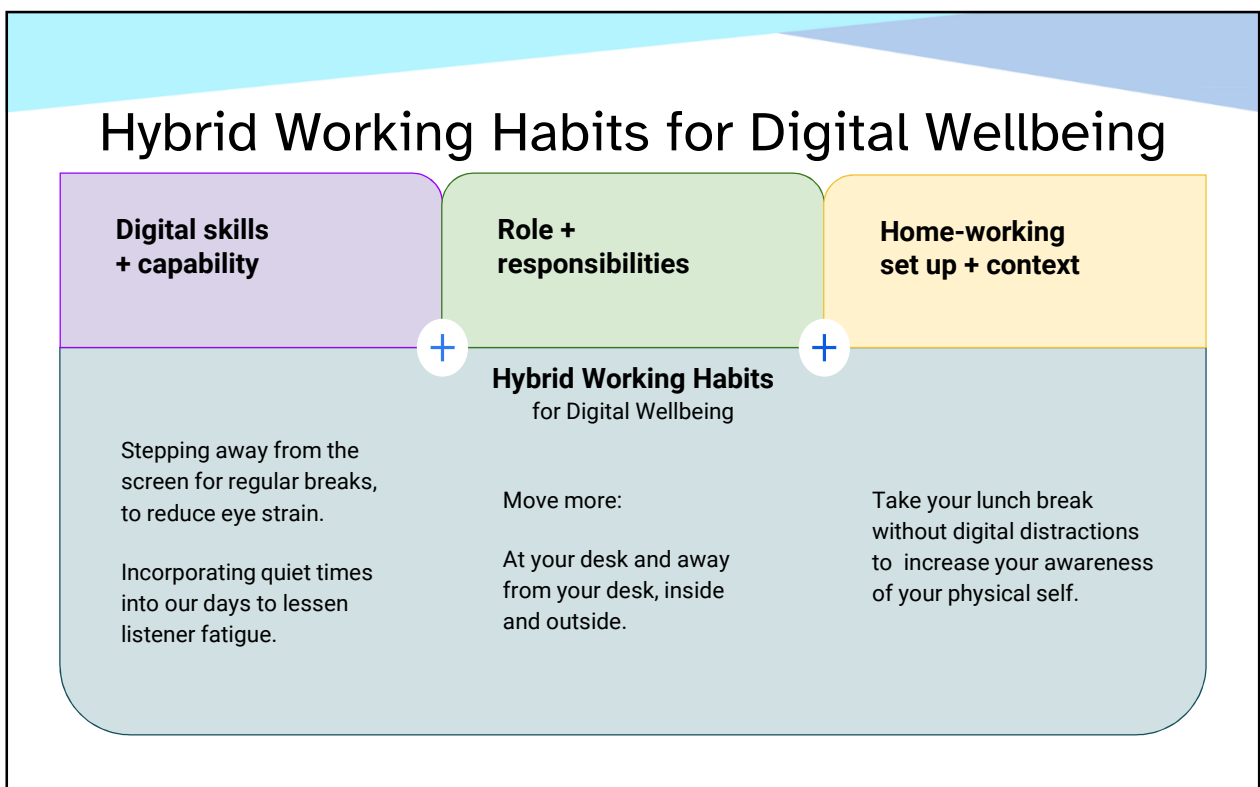 Hybrid Working Habits for Digital Wellbeing
Digital skills
+ capability
Role +
responsibilities
Home-working
set up + context
+
+
Hybrid Working Habits
for Digital Wellbeing
Stepping away from the
screen for regular breaks,
to reduce eye strain.
Incorporating quiet times
into our days to lessen
listener fatigue.
Move more:
At your desk and away
from your desk, inside
and outside.
Take your lunch break
without digital distractions
to  increase your awareness
of your physical self.